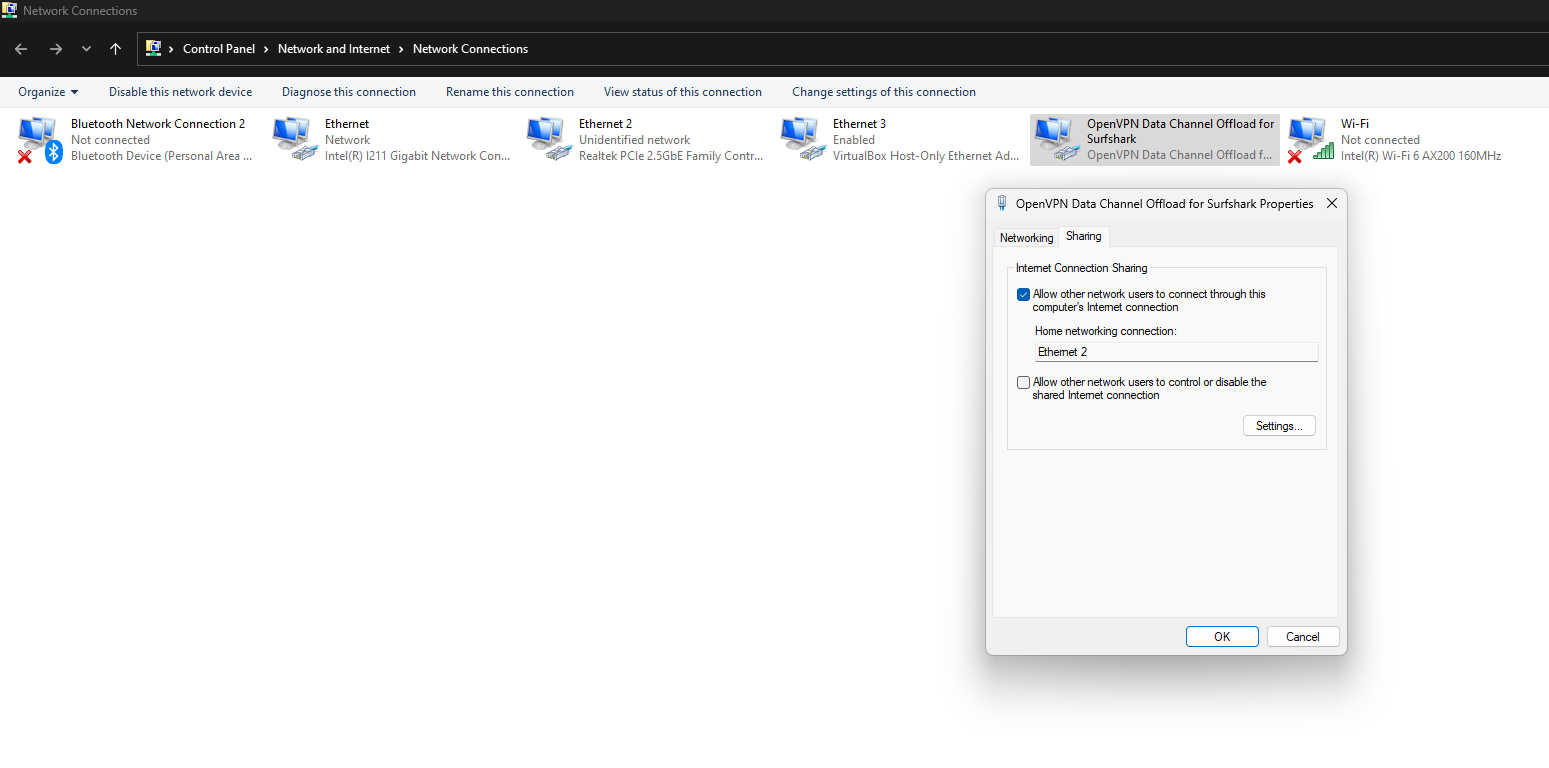 Network Connections
Control Panel > Network and Internet > Network Connections
Organize Disable this network device Diagnose this connection Rename this connection View status of this connection Change settings of this connection
Bluetooth Network Connection 2
Not connected
Bluetooth Device (Personal Area ...
Ethernet
Network
Intel(R) I211 Gigabit Network Con...
Ethernet 2
Unidentified network
Realtek PCIe 2.5GbE Family Contr...
Ethernet 3
Enabled
VirtualBox Host-Only Ethernet Ad...
OpenVPN Data Channel Offload for
Surfshark
OpenVPN Data Channel Offload f...
Wi-Fi
Not connected
Intel(R) Wi-Fi 6 AX200 160MHz
OpenVPN Data Channel Offload for Surfshark Properties
Networking Sharing
Internet Connection Sharing
Allow other network users to connect through this
computer's Internet connection
Home networking connection:
Ethernet 2
Allow other network users to control or disable the
shared Internet connection
Settings...
OK Cancel